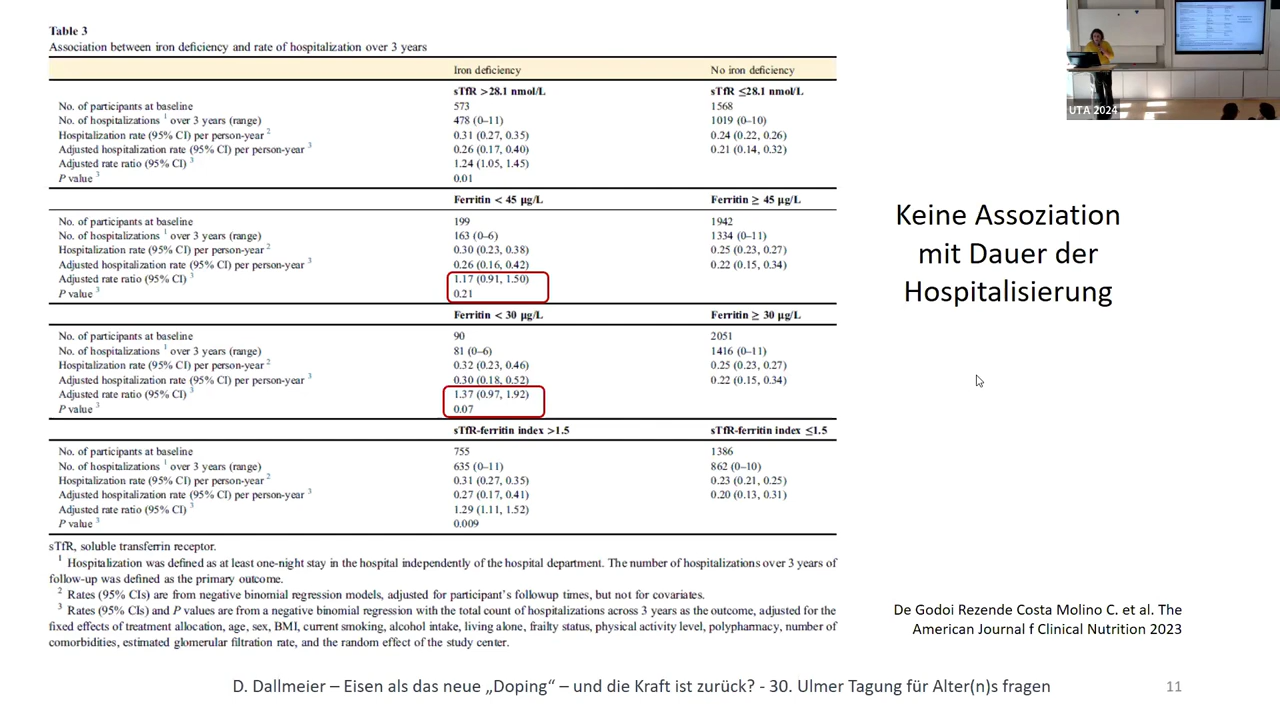 Table 3
Association between iron deficiency and rate of hospitalization over 3 years
Iron deficiency No iron deficiency
sTfR >28.1 nmol/L sTfR ≤28.1 nmol/L
No. of participants at baseline 573 1568
No. of hospitalizations 1 over 3 years (range) 478 (0–11) 1019 (0–10)
Hospitalization rate (95% CI) per person-year 2 0.31 (0.27, 0.35) 0.24 (0.22, 0.26)
Adjusted hospitalization rate (95% CI) per person-year 3 0.26 (0.17, 0.40) 0.21 (0.14, 0.32)
Adjusted rate ratio (95% CI) 3 1.24 (1.05, 1.45)
P value 3 0.01
Ferritin < 45 µg/L Ferritin ≥ 45 µg/L
No. of participants at baseline 199 1942
No. of hospitalizations 1 over 3 years (range) 163 (0–6) 1334 (0–11)
Hospitalization rate (95% CI) per person-year 2 0.30 (0.23, 0.38) 0.25 (0.23, 0.27)
Adjusted hospitalization rate (95% CI) per person-year 3 0.26 (0.16, 0.42) 0.22 (0.15, 0.34)
Adjusted rate ratio (95% CI) 3 1.17 (0.91, 1.50)
P value 3 0.21
Ferritin < 30 µg/L Ferritin ≥ 30 µg/L
No. of participants at baseline 90 2051
No. of hospitalizations 1 over 3 years (range) 81 (0–6) 1416 (0–11)
Hospitalization rate (95% CI) per person-year 2 0.32 (0.23, 0.46) 0.25 (0.23, 0.27)
Adjusted hospitalization rate (95% CI) per person-year 3 0.30 (0.18, 0.52) 0.22 (0.15, 0.34)
Adjusted rate ratio (95% CI) 3 1.37 (0.97, 1.92)
P value 3 0.07
sTfR-ferritin index >1.5 sTfR-ferritin index ≤1.5
No. of participants at baseline 755 1386
No. of hospitalizations 1 over 3 years (range) 635 (0–11) 862 (0–10)
Hospitalization rate (95% CI) per person-year 2 0.31 (0.27, 0.35) 0.23 (0.21, 0.25)
Adjusted hospitalization rate (95% CI) per person-year 3 0.27 (0.17, 0.41) 0.20 (0.13, 0.31)
Adjusted rate ratio (95% CI) 3 1.29 (1.11, 1.52)
P value 3 0.009
sTfR, soluble transferrin receptor.
1 Hospitalization was defined as at least one-night stay in the hospital independently of the hospital department. The number of hospitalizations over 3 years of
follow-up was defined as the primary outcome.
2 Rates (95% CIs) are from negative binomial regression models, adjusted for participant's followup times, but not for covariates.
3 Rates (95% CIs) and P values are from a negative binomial regression with the total count of hospitalizations across 3 years as the outcome, adjusted for the
fixed effects of treatment allocation, age, sex, BMI, current smoking, alcohol intake, living alone, frailty status, physical activity level, polypharmacy, number of
comorbidities, estimated glomerular filtration rate, and the random effect of the study center.
UTA 2024
Keine Assoziation
mit Dauer der
Hospitalisierung
De Godoi Rezende Costa Molino C. et al. The
American Journal f Clinical Nutrition 2023
D. Dallmeier – Eisen als das neue „Doping“ – und die Kraft ist zurück? - 30. Ulmer Tagung für Alter(n)s fragen 11